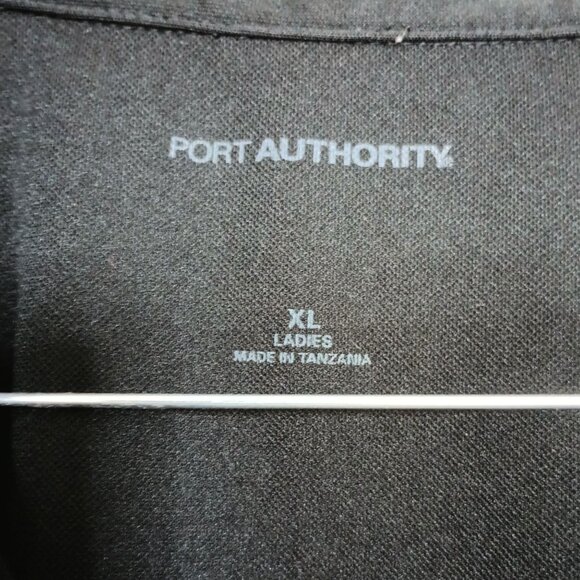 PORT AUTHORITY®
XL
LADIES
MADE IN TANZANIA